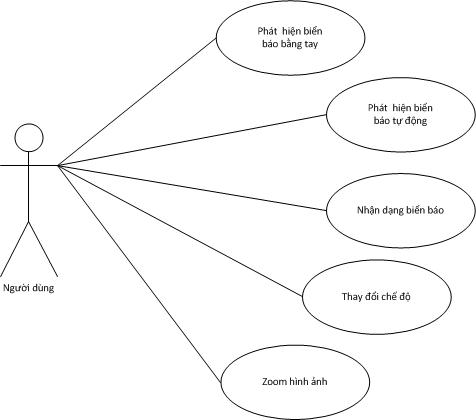 Phát hiện biển
báo bằng tay
Phát hiện biển
báo tự động
Nhận dạng biển báo
Người dùng
Thay đổi chế độ
Zoom hình ảnh